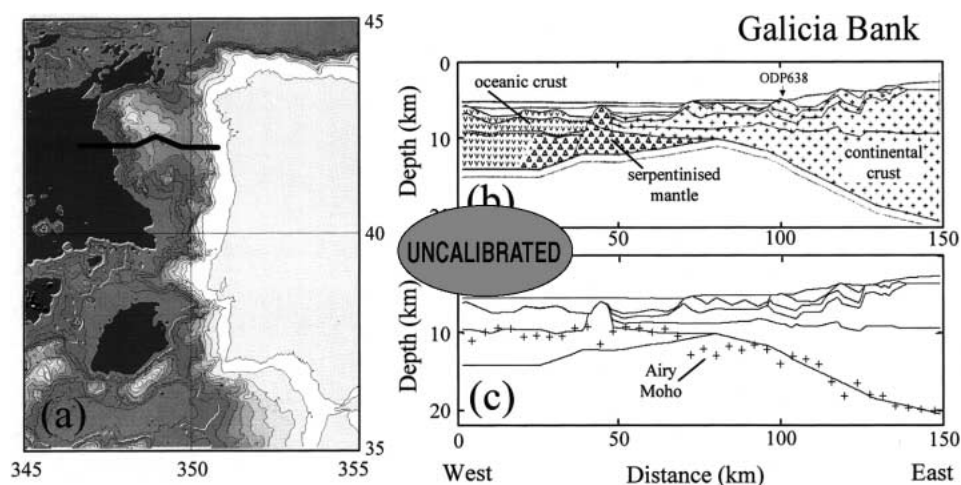 Galicia Bank
45
40
35
345
350
355
(a)
0
10
Depth (km)
oceanic crust
ODP638
serpentinised mantle
continental crust
(b)
UNCALIBRATED
50
100
150
Depth (km)
10
20
Airy Moho
(c)
0
50
100
150
West
Distance (km)
East